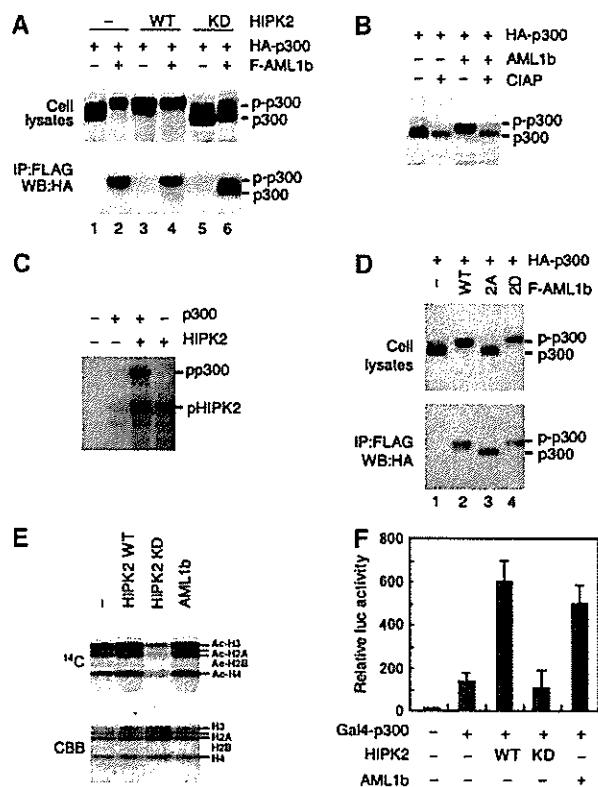 A
– WT KD HIPK2
+ + + + + + HA-p300
– + – + – + F-AML1b
Cell lysates
p-p300
p300
IP:FLAG
WB:HA
p-p300
p300
1 2 3 4 5 6
B
+ + + + HA-p300
– – + + AML1b
– + – + CIAP
p-p300
p300
C
– + + – p300
– – + + HIPK2
pp300
pHIPK2
D
+ + + + HA-p300
– WT 2A 2D F-AML1b
Cell lysates
p-p300
p300
IP:FLAG
WB:HA
p-p300
p300
1 2 3 4
E
– HIPK2 WT HIPK2 KD AML1b
¹⁴C
Ac-H3
Ac-H2A
Ac-H2B
Ac-H4
CBB
H3
H2A
H2B
H4
F
Relative luc activity
800
600
400
200
0
Gal4-p300 – + + + +
HIPK2 – – WT KD –
AML1b – – – – +